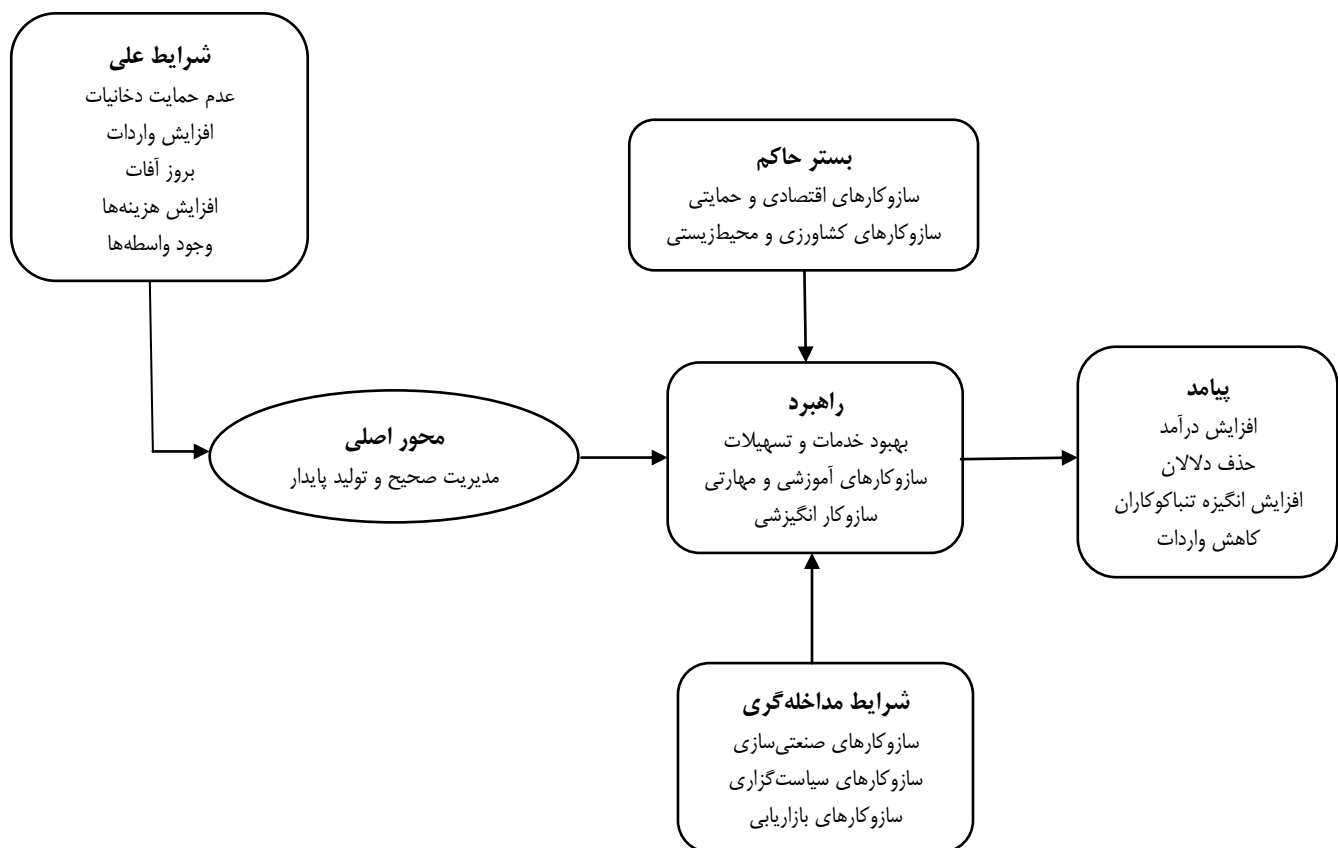 شرایط علی
عدم حمایت دخانیات
افزایش واردات
بروز آفات
افزایش هزینه‌ها
وجود واسطه‌ها
بستر حاکم
سازوکارهای اقتصادی و حمایتی
سازوکارهای کشاورزی و محیط‌زیستی
محور اصلی
مدیریت صحیح و تولید پایدار
راهبرد
بهبود خدمات و تسهیلات
سازوکارهای آموزشی و مهارتی
سازوکار انگیزشی
پیامد
افزایش درآمد
حذف دلالان
افزایش انگیزه تنباکوکاران
کاهش واردات
شرایط مداخله‌گری
سازوکارهای صنعتی‌سازی
سازوکارهای سیاست‌گزاری
سازوکارهای بازاریابی